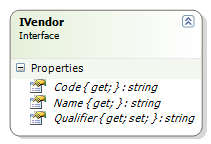 IVendor
Interface
Properties
Code { get; } : string
Name { get; } : string
Qualifier { get; set; } : string